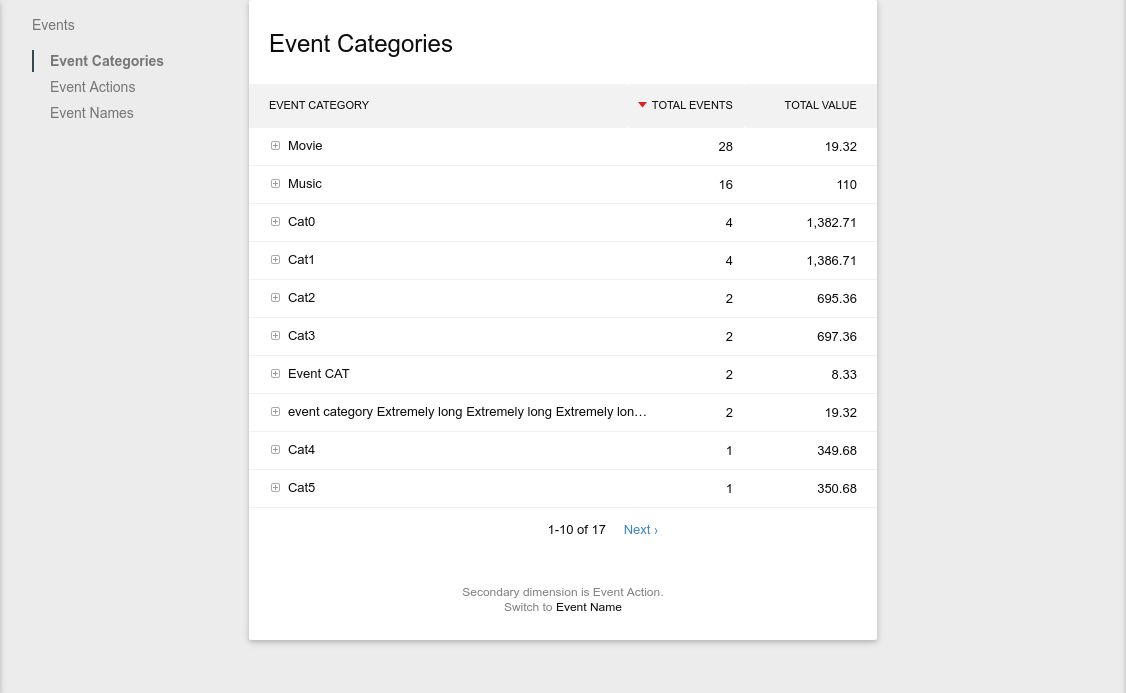 Events
Event Categories
Event Actions
Event Names
Event Categories
EVENT CATEGORY TOTAL EVENTS TOTAL VALUE
Movie 28 19.32
Music 16 110
Cat0 4 1,382.71
Cat1 4 1,386.71
Cat2 2 695.36
Cat3 2 697.36
Event CAT 2 8.33
event category Extremely long Extremely long Extremely lon… 2 19.32
Cat4 1 349.68
Cat5 1 350.68
1-10 of 17 Next ›
Secondary dimension is Event Action.
Switch to Event Name